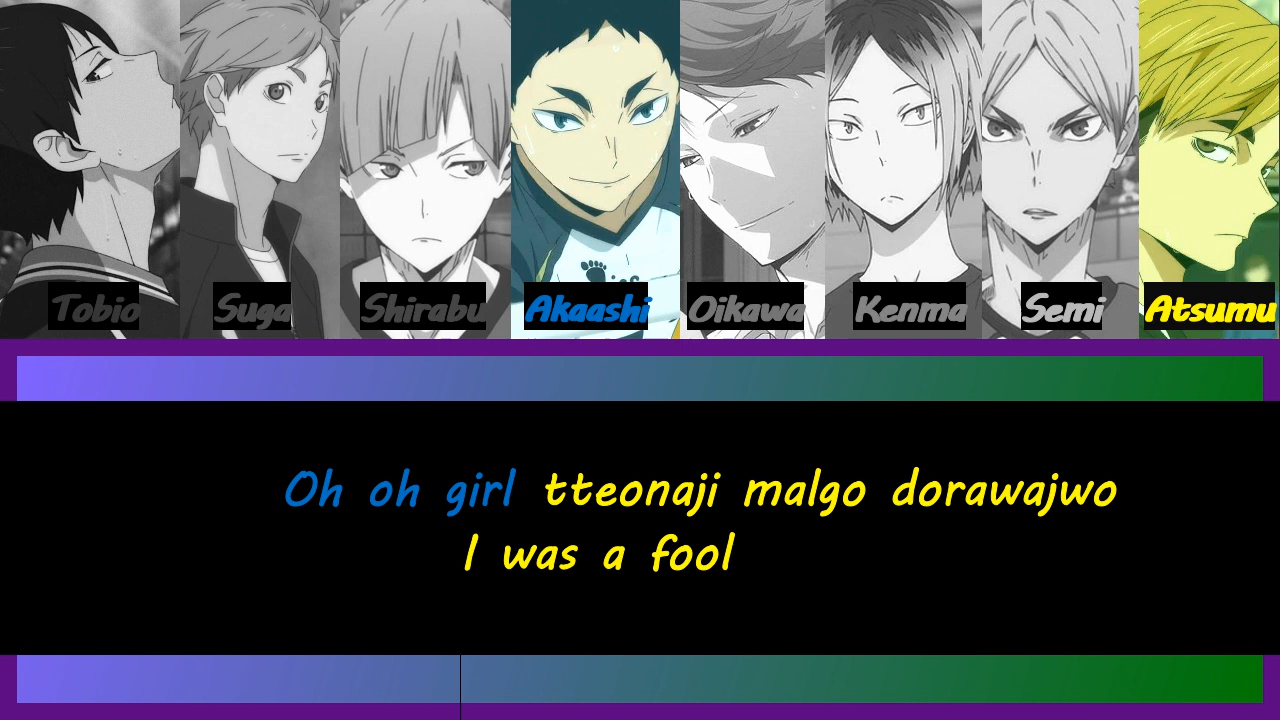 Tobio Suga Shirabu Akaashi Oikawa Kenma Semi Atsumu
Oh oh girl tteonaji malgo dorawajwo
I was a fool